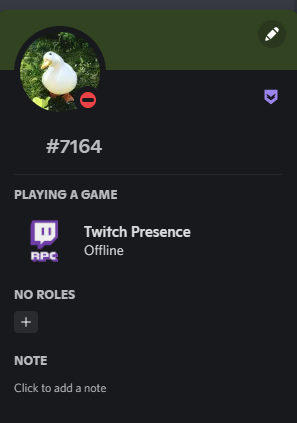 #7164
PLAYING A GAME
RPC
Twitch Presence
Offline
NO ROLES
+
NOTE
Click to add a note